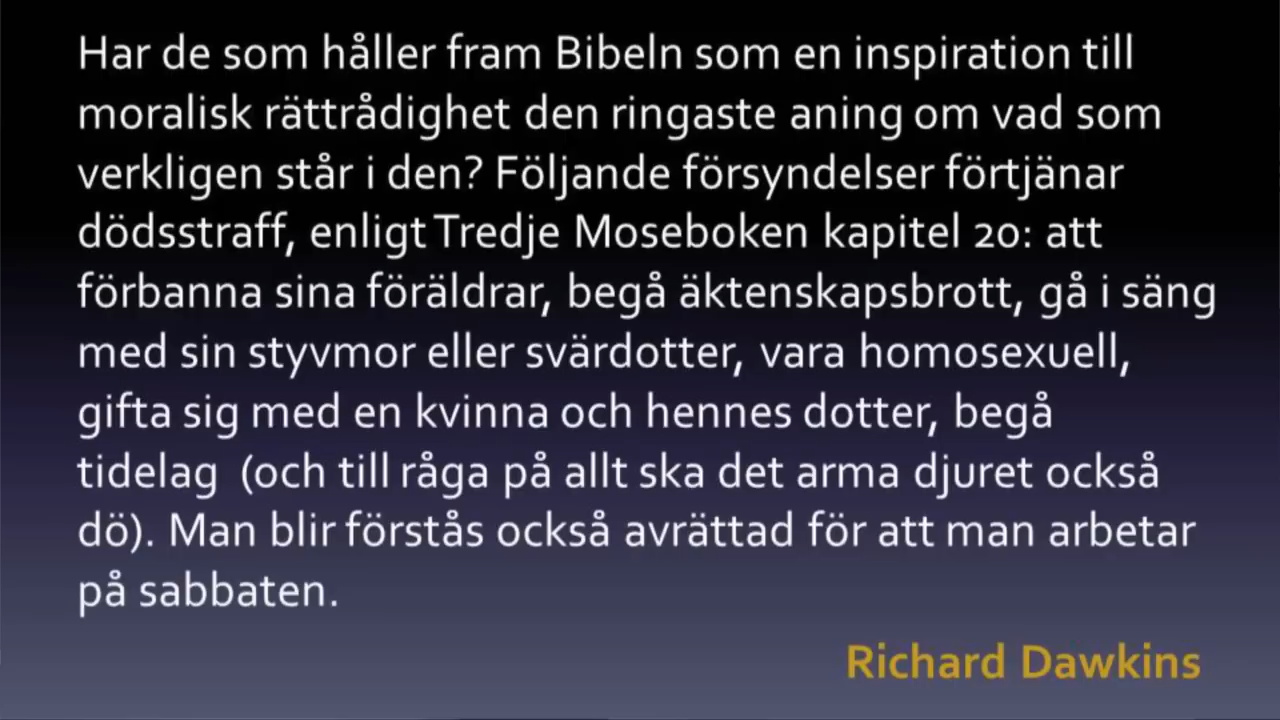 Har de som håller fram Bibeln som en inspiration till
moralisk rättrådighet den ringaste aning om vad som
verkligen står i den? Följande försyndelser förtjänar
dödsstraff, enligt Tredje Moseboken kapitel 20: att
förbanna sina föräldrar, begå äktenskapsbrott, gå i säng
med sin styvmor eller svärdotter, vara homosexuell,
gifta sig med en kvinna och hennes dotter, begå
tidelag (och till råga på allt ska det arma djuret också
dö). Man blir förstås också avrättad för att man arbetar
på sabbaten.
Richard Dawkins